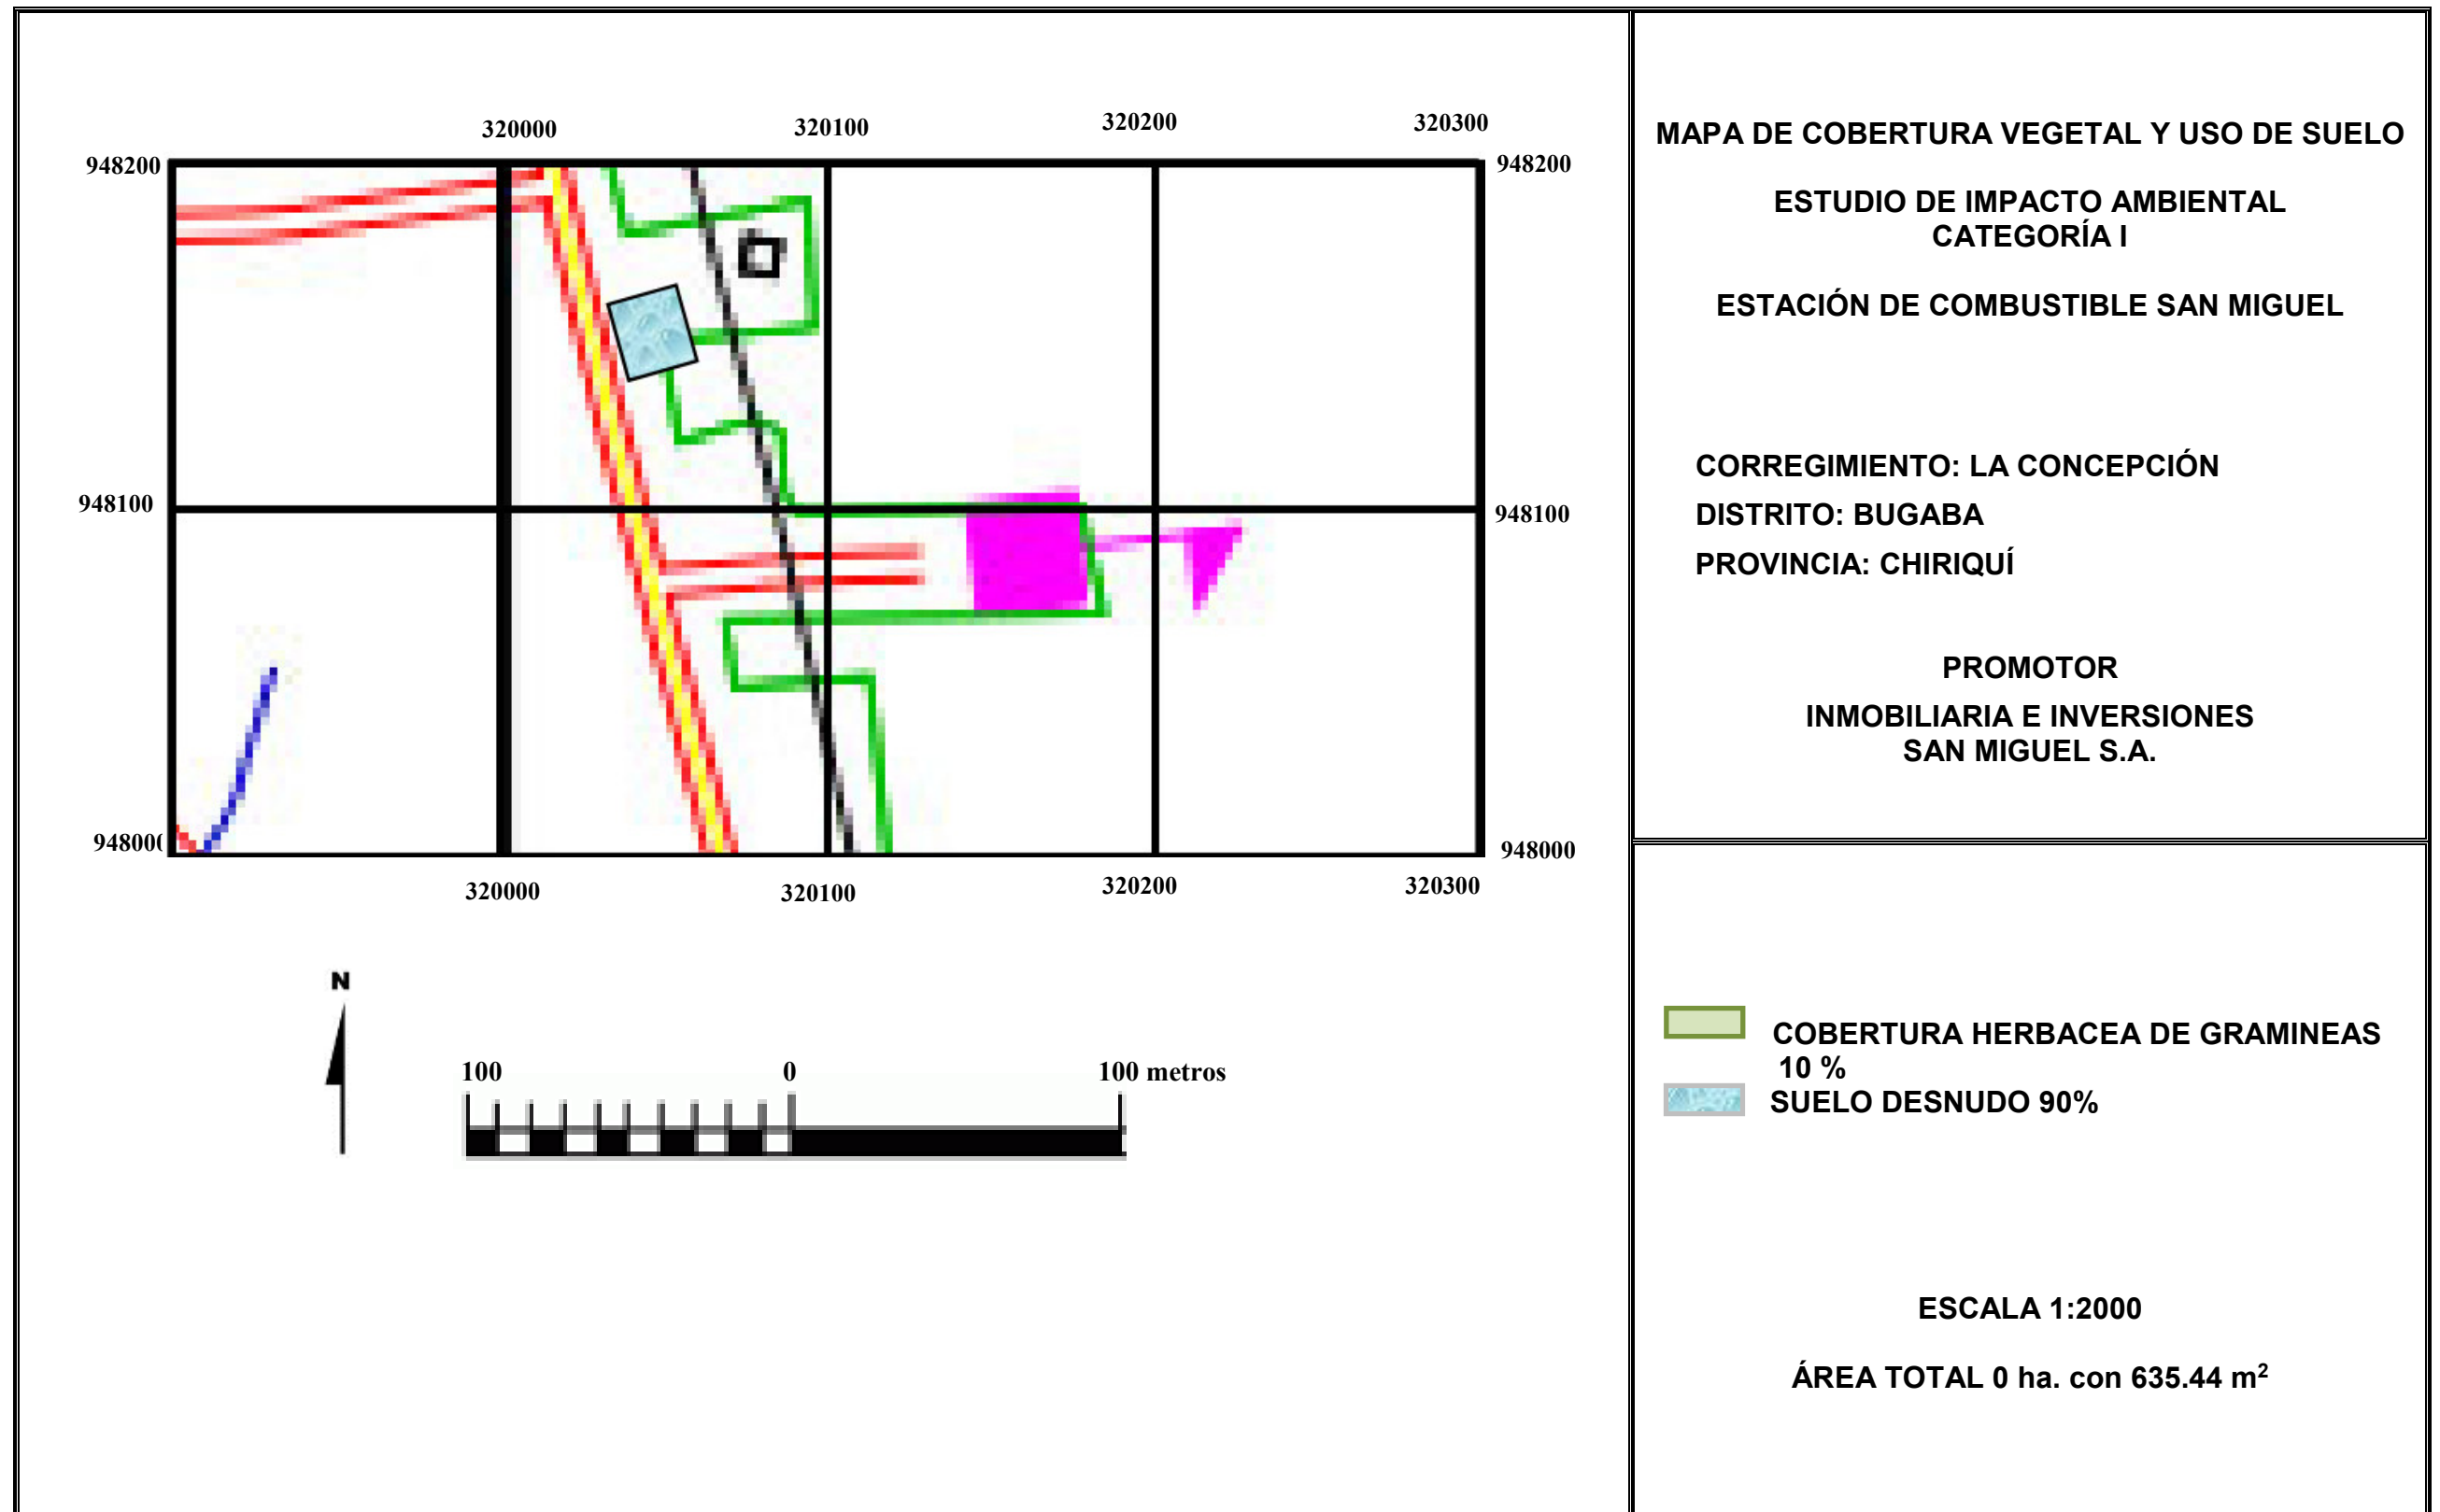 320000 320100 320200 320300
948200 948200
948100 948100
94800 948000
320000 320100 320200 320300
N
100 0 100 metros
MAPA DE COBERTURA VEGETAL Y USO DE SUELO
ESTUDIO DE IMPACTO AMBIENTAL
CATEGORÍA I
ESTACIÓN DE COMBUSTIBLE SAN MIGUEL
CORREGIMIENTO: LA CONCEPCIÓN
DISTRITO: BUGABA
PROVINCIA: CHIRIQUÍ
PROMOTOR
INMOBILIARIA E INVERSIONES
SAN MIGUEL S.A.
COBERTURA HERBACEA DE GRAMINEAS
10 %
SUELO DESNUDO 90%
ESCALA 1:2000
ÁREA TOTAL 0 ha. con 635.44 m²